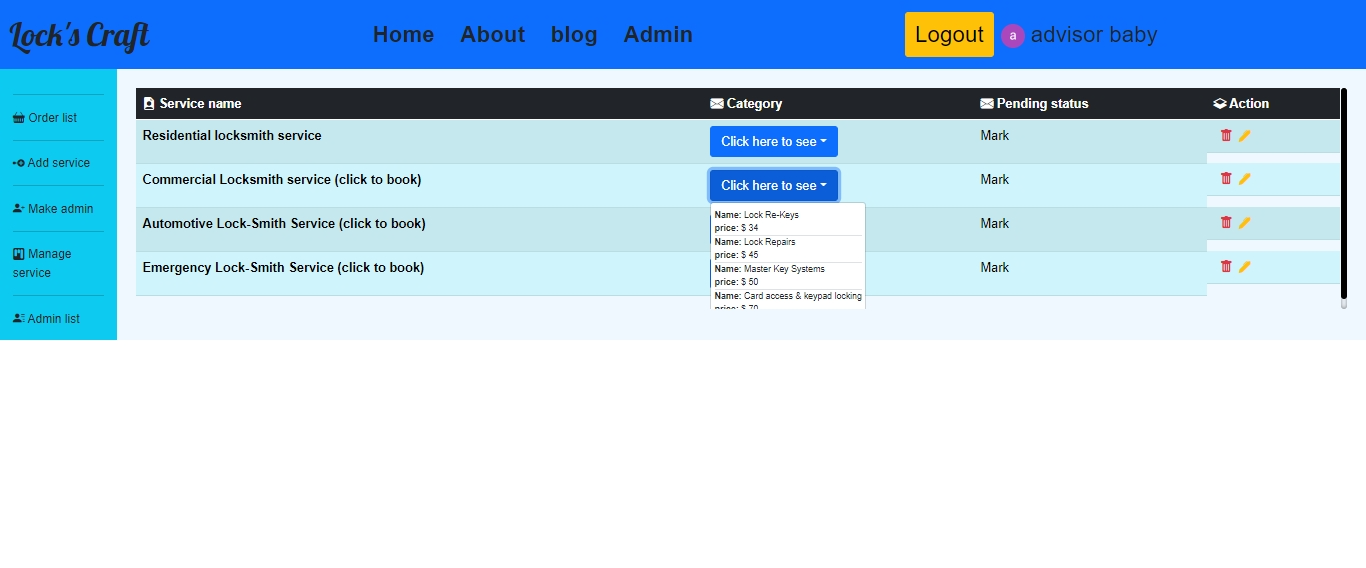 Lock's Craft
Home About blog Admin
Logout a advisor baby
Order list
Add service
Make admin
Manage
service
Admin list
Service name Category Pending status Action
Residential locksmith service Click here to see Mark
Commercial Locksmith service (click to book) Click here to see Mark
Automotive Lock-Smith Service (click to book) Mark
Emergency Lock-Smith Service (click to book) Mark
Name: Lock Re-Keys
price: $ 34
Name: Lock Repairs
price: $ 45
Name: Master Key Systems
price: $ 50
Name: Card access & keypad locking
price: $ 70